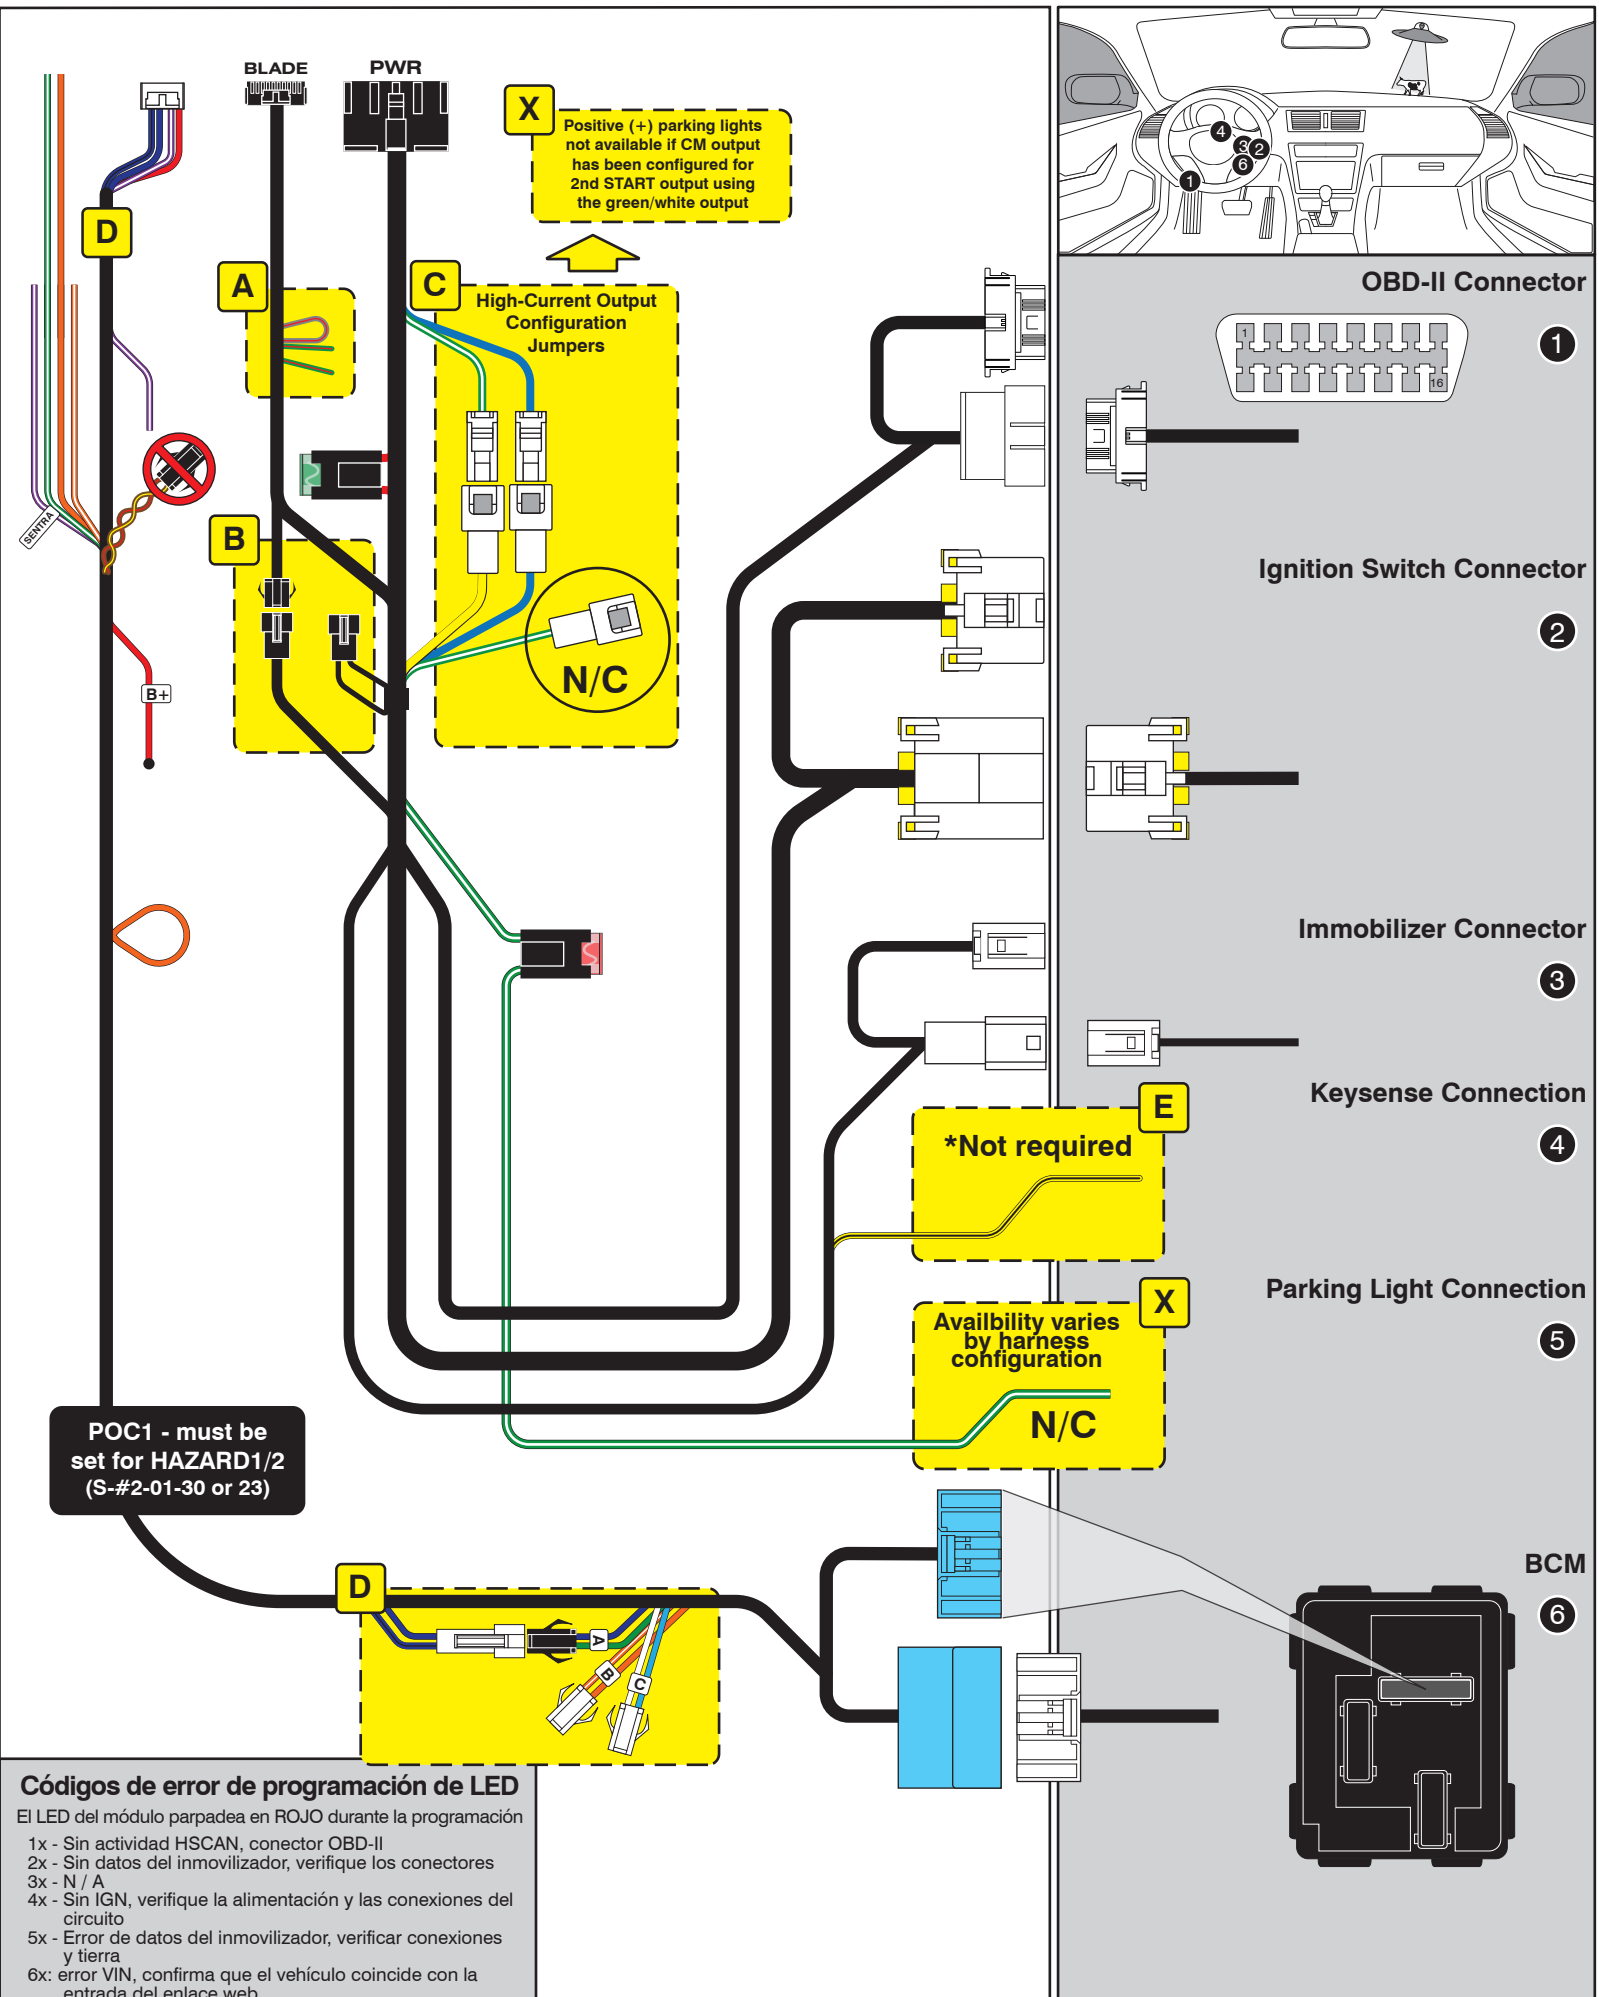 BLADE
PWR
X
Positive (+) parking lights
not available if CM output
has been configured for
2nd START output using
the green/white output
4
3
2
6
1
D
A
C
High-Current Output
Configuration
Jumpers
OBD-II Connector
1
1
16
SENTRA
B
N/C
B+
Ignition Switch Connector
2
Immobilizer Connector
3
Keysense Connection
4
E
*Not required
Parking Light Connection
5
X
Availbility varies
by harness
configuration
N/C
POC1 - must be
set for HAZARD1/2
(S-#2-01-30 or 23)
BCM
6
D
A
B
C
Códigos de error de programación de LED
El LED del módulo parpadea en ROJO durante la programación
1x - Sin actividad HSCAN, conector OBD-II
2x - Sin datos del inmovilizador, verifique los conectores
3x - N / A
4x - Sin IGN, verifique la alimentación y las conexiones del
circuito
5x - Error de datos del inmovilizador, verificar conexiones
y tierra
6x: error VIN, confirma que el vehículo coincide con la
entrada del enlace web